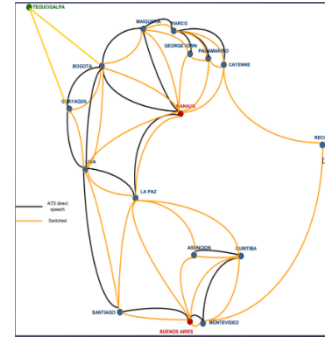 TEGUCIGALPA
MAIQUETIA
PIARCO
GEORGETOWN
PARAMARIBO
CAYENNE
BOGOTA
GUAYAQUIL
MANAUS
RECIFE
LIMA
LA PAZ
ATS direct
speech
Switched
ASUNCION
CURITIBA
SANTIAGO
MONTEVIDEO
BUENOS AIRES